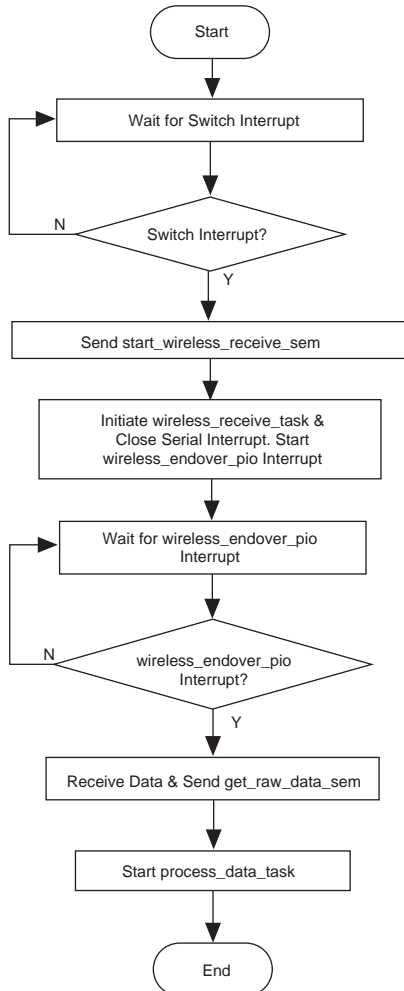 Start
Wait for Switch Interrupt
N
Switch Interrupt?
Y
Send start_wireless_receive_sem
Initiate wireless_receive_task &
Close Serial Interrupt. Start
wireless_endover_pio Interrupt
Wait for wireless_endover_pio
Interrupt
N
wireless_endover_pio
Interrupt?
Y
Receive Data & Send get_raw_data_sem
Start process_data_task
End